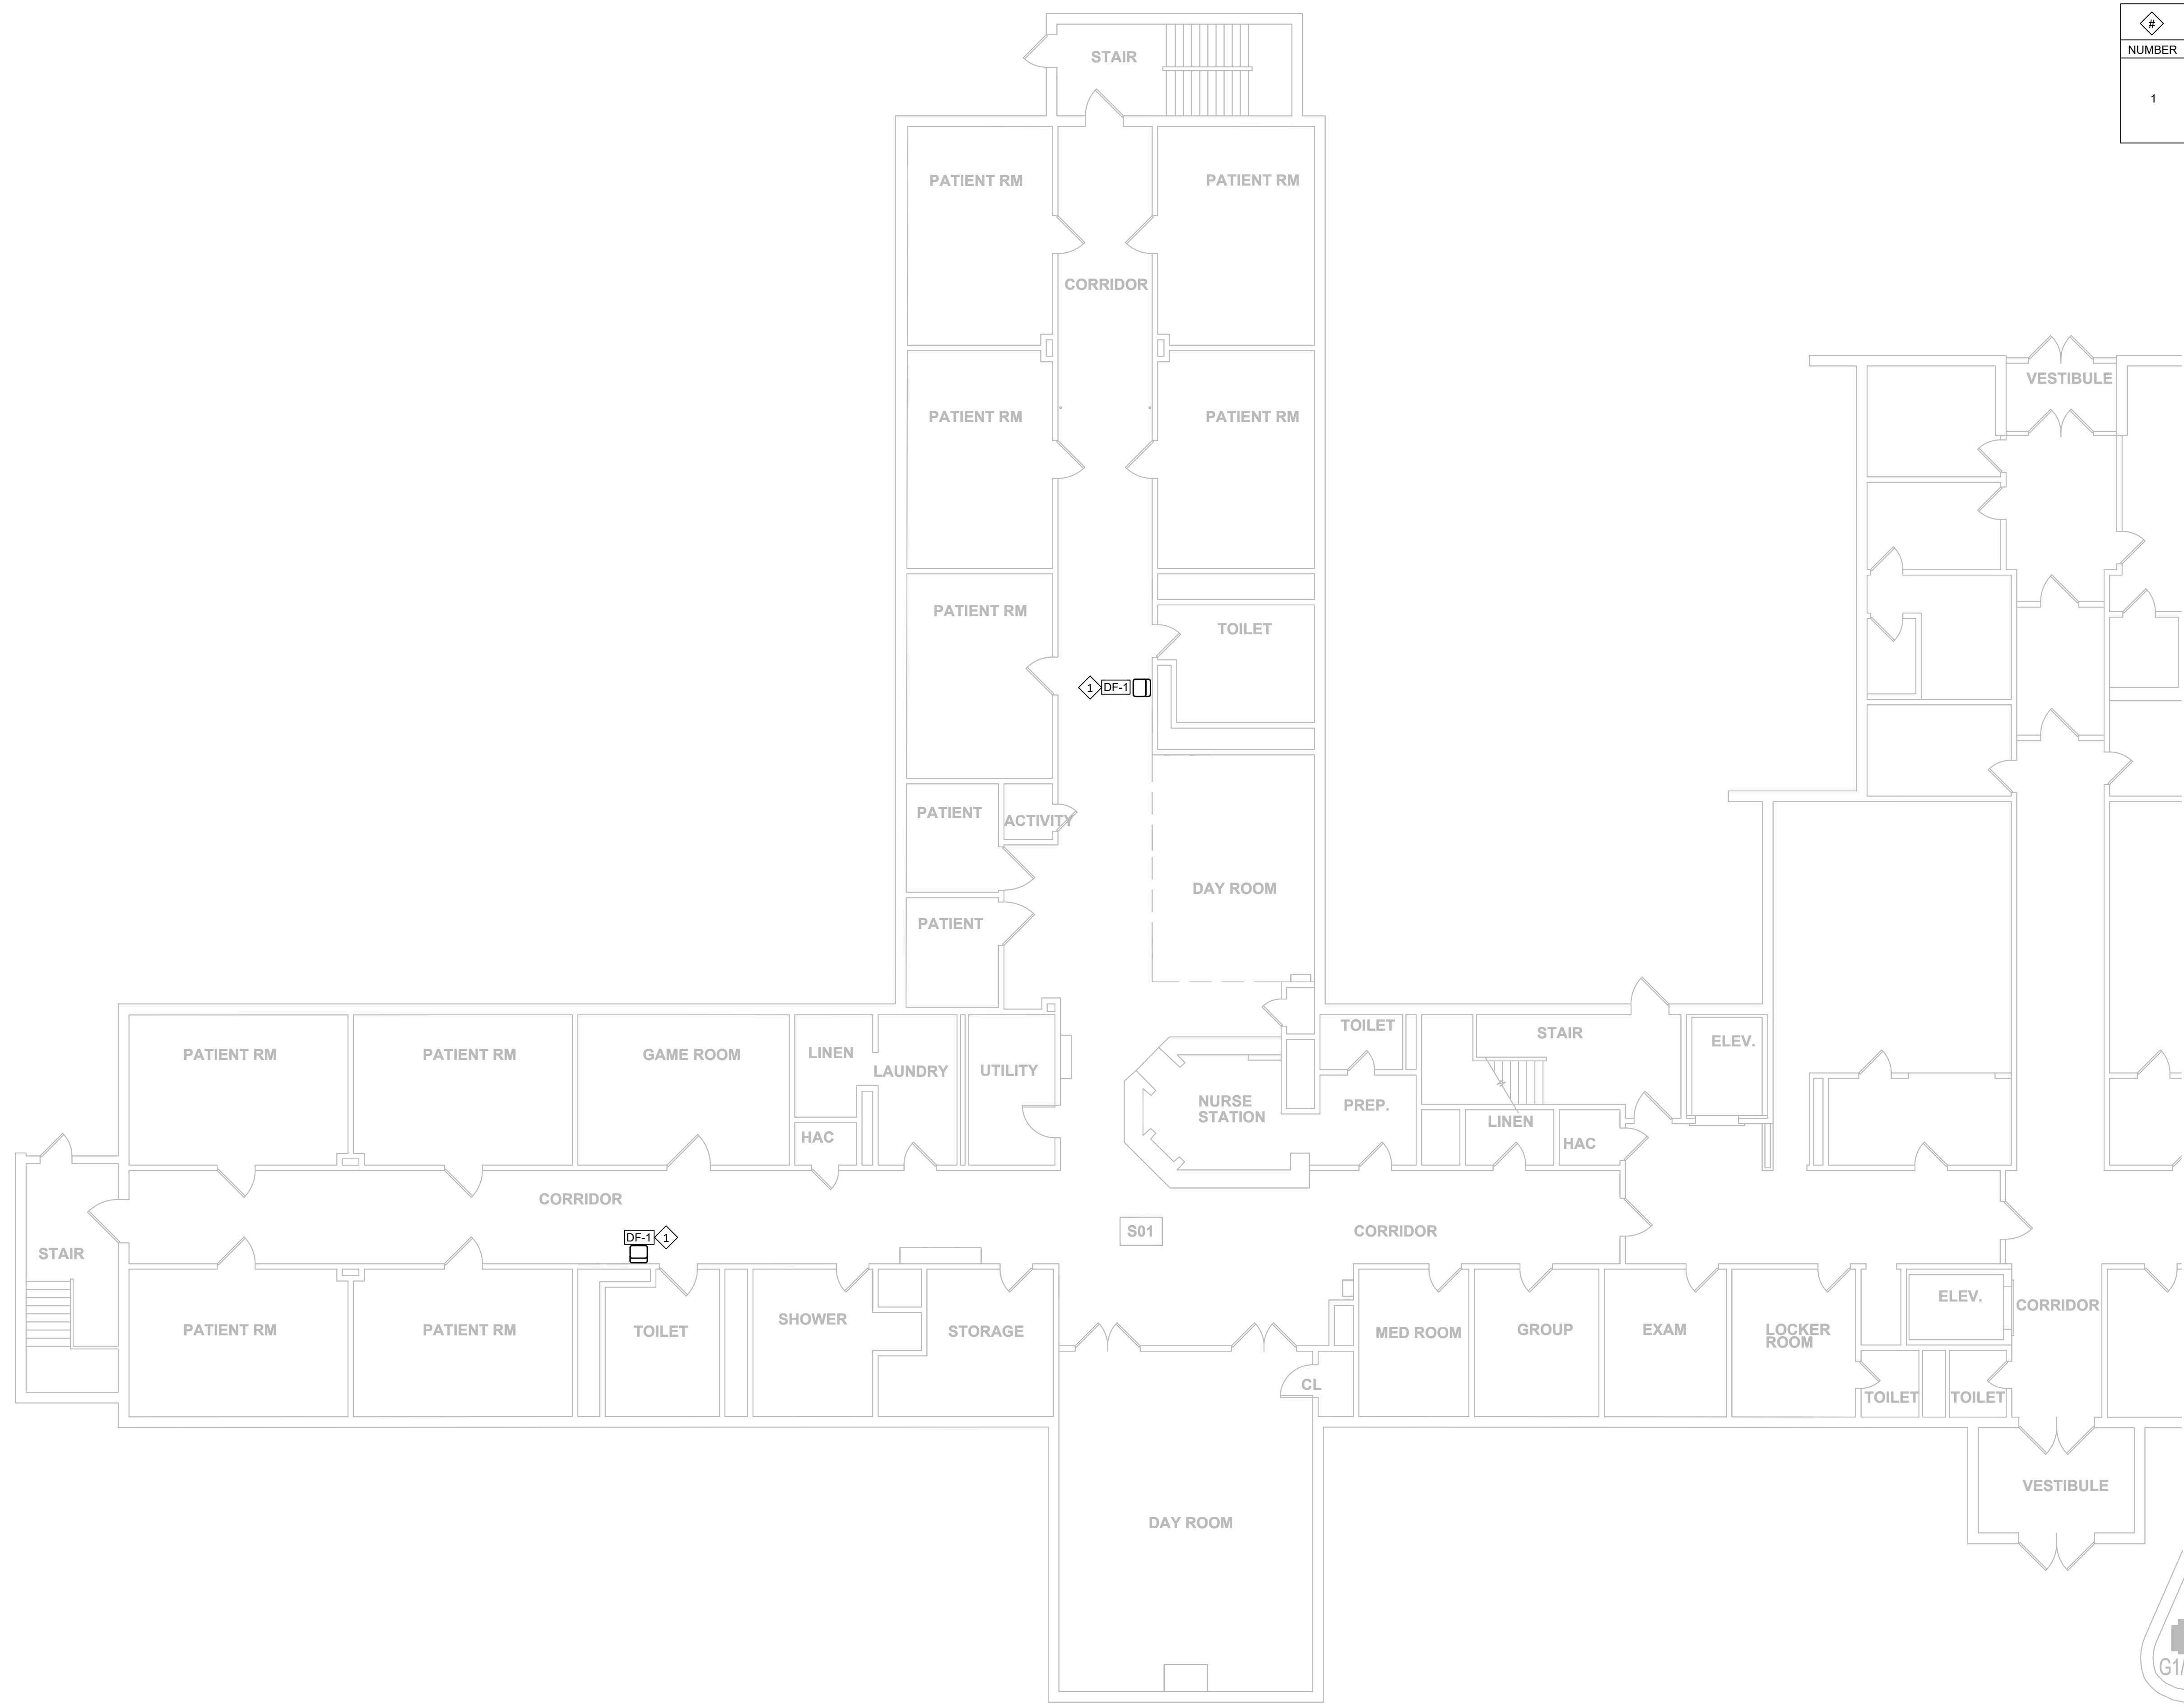 #
NUMBER
1
STAIR
PATIENT RM
PATIENT RM
CORRIDOR
VESTIBULE
PATIENT RM
PATIENT RM
PATIENT RM
TOILET
1
DF-1
PATIENT
ACTIVITY
DAY ROOM
PATIENT
PATIENT RM
PATIENT RM
GAME ROOM
LINEN
LAUNDRY
UTILITY
TOILET
STAIR
ELEV.
NURSE
STATION
PREP.
LINEN
HAC
HAC
CORRIDOR
DF-1
1
S01
CORRIDOR
STAIR
ELEV.
CORRIDOR
PATIENT RM
PATIENT RM
TOILET
SHOWER
STORAGE
MED ROOM
GROUP
EXAM
LOCKER
ROOM
CL
TOILET
TOILET
VESTIBULE
DAY ROOM
G1/